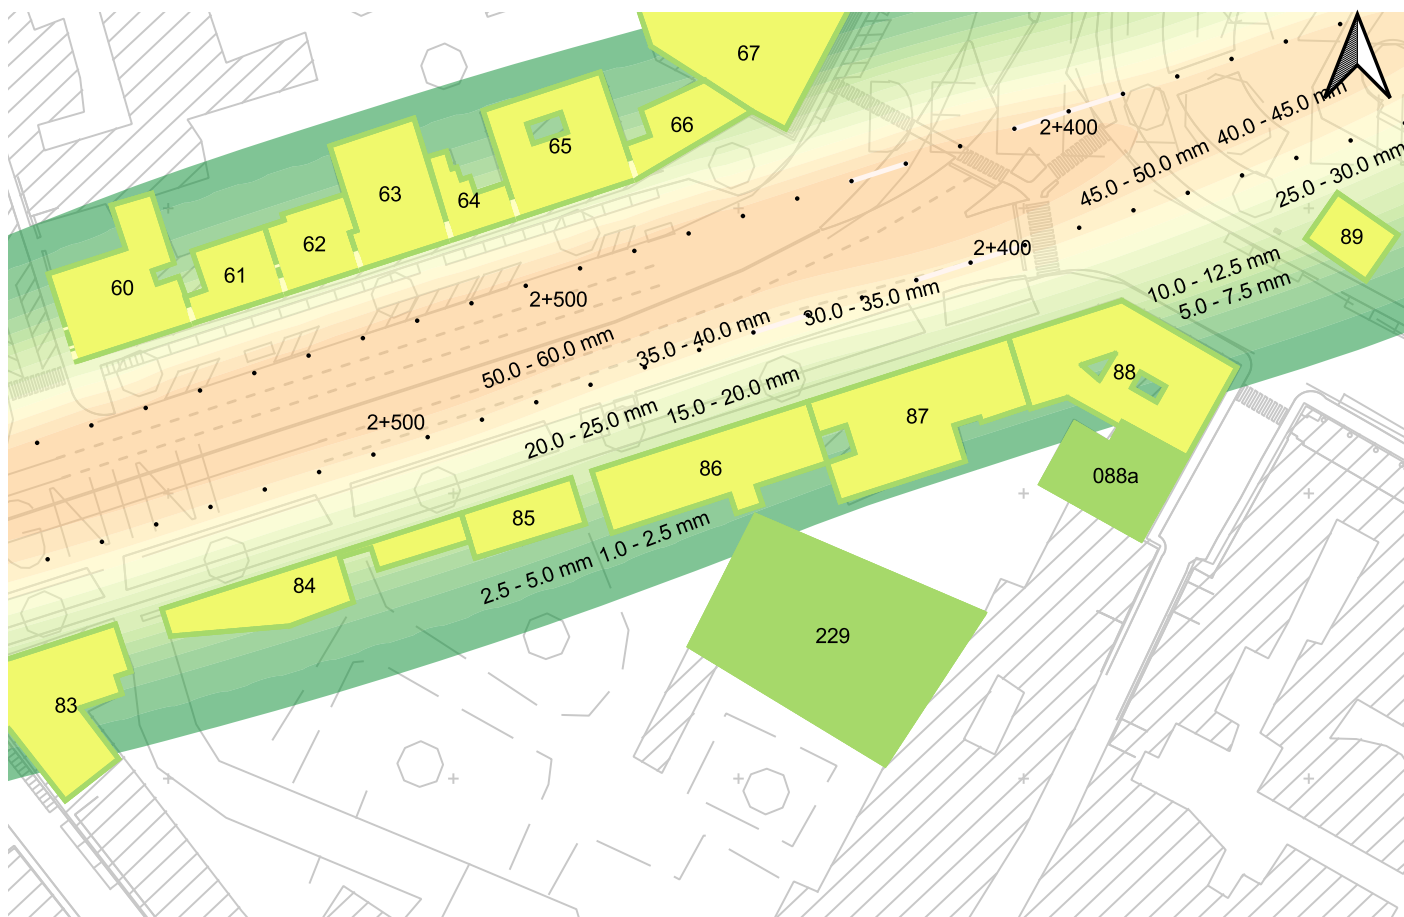 67
2+400
40.0 - 45.0 mm
66
65
45.0 - 50.0 mm
25.0 - 30.0 mm
63
64
62
89
2+400
61
60
10.0 - 12.5 mm
5.0 - 7.5 mm
2+500
30.0 - 35.0 mm
35.0 - 40.0 mm
50.0 - 60.0 mm
88
15.0 - 20.0 mm
2+500
20.0 - 25.0 mm
87
86
088a
85
1.0 - 2.5 mm
2.5 - 5.0 mm
84
229
83